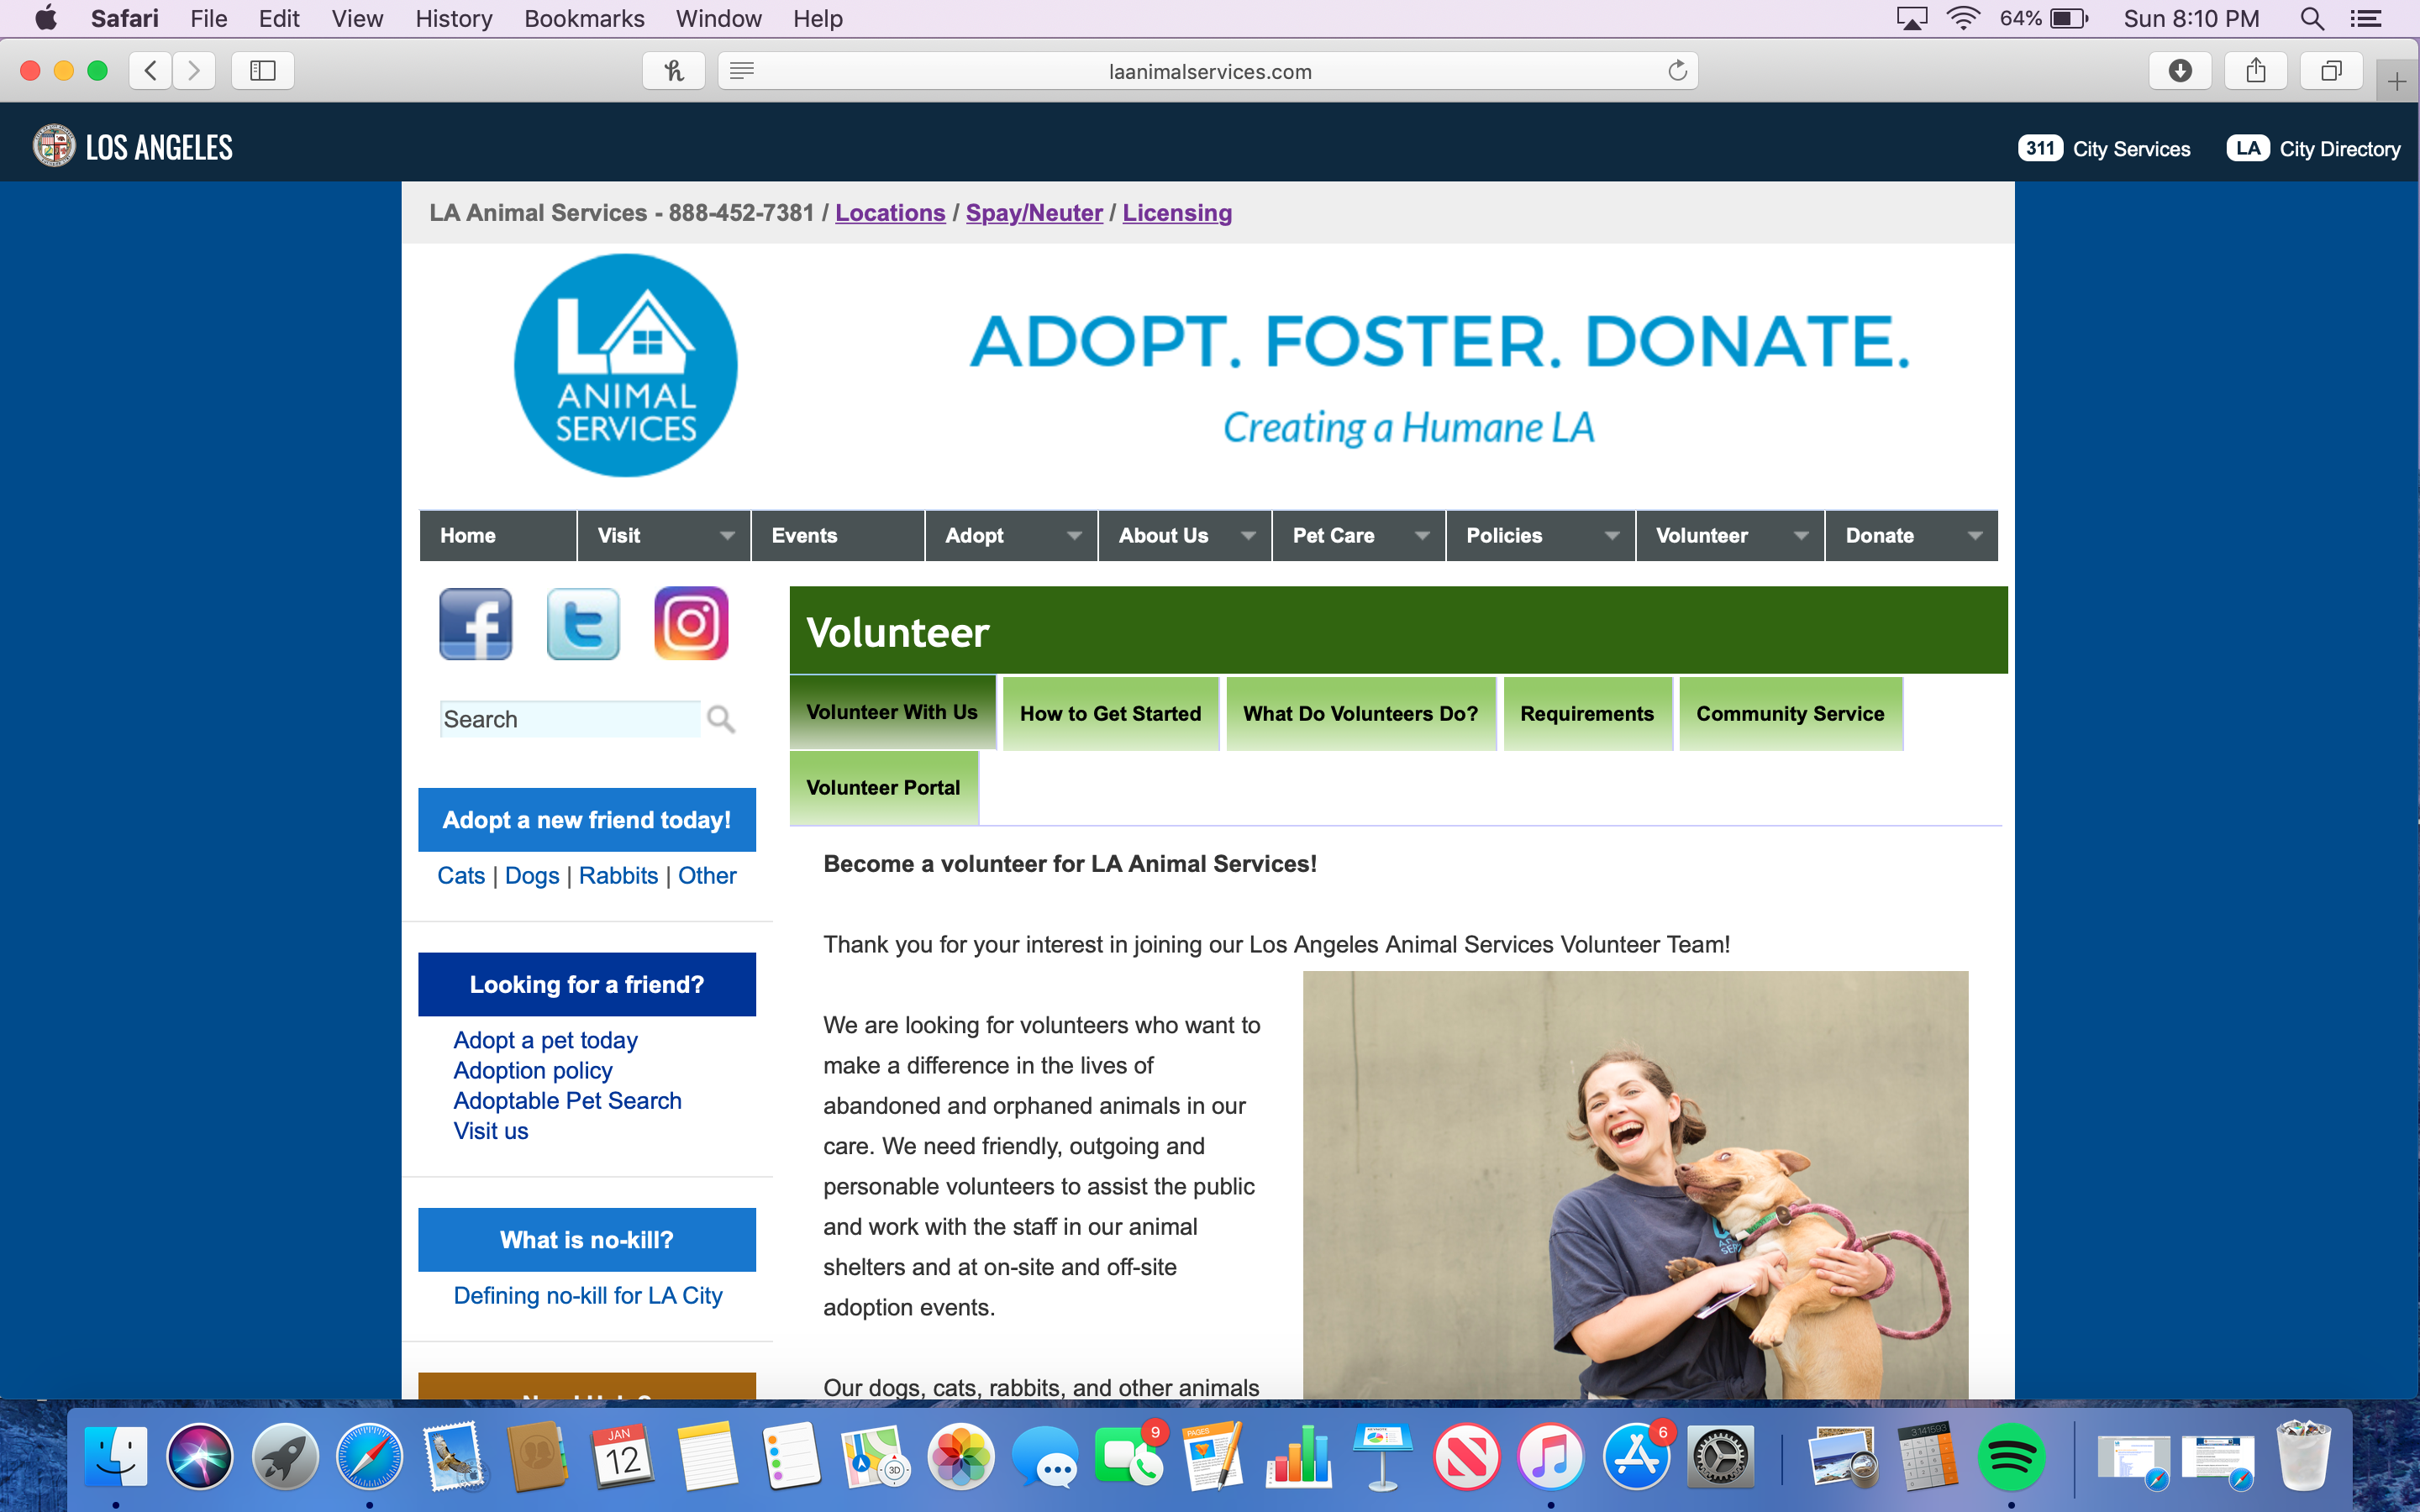 Safari File Edit View History Bookmarks Window Help 64% Sun 8:10 PM
laanimalservices.com
LOS ANGELES 311 City Services LA City Directory
LA Animal Services - 888-452-7381 / Locations / Spay/Neuter / Licensing
LA
ANIMAL
SERVICES
ADOPT. FOSTER. DONATE.
Creating a Humane LA
Home Visit Events Adopt About Us Pet Care Policies Volunteer Donate
Search
Adopt a new friend today!
Cats | Dogs | Rabbits | Other
Looking for a friend?
Adopt a pet today
Adoption policy
Adoptable Pet Search
Visit us
What is no-kill?
Defining no-kill for LA City
Volunteer
Volunteer With Us How to Get Started What Do Volunteers Do? Requirements Community Service
Volunteer Portal
Become a volunteer for LA Animal Services!
Thank you for your interest in joining our Los Angeles Animal Services Volunteer Team!
We are looking for volunteers who want to
make a difference in the lives of
abandoned and orphaned animals in our
care. We need friendly, outgoing and
personable volunteers to assist the public
and work with the staff in our animal
shelters and at on-site and off-site
adoption events.
Our dogs, cats, rabbits, and other animals
JAN
12
3D
9
PAGES
6
3.141593